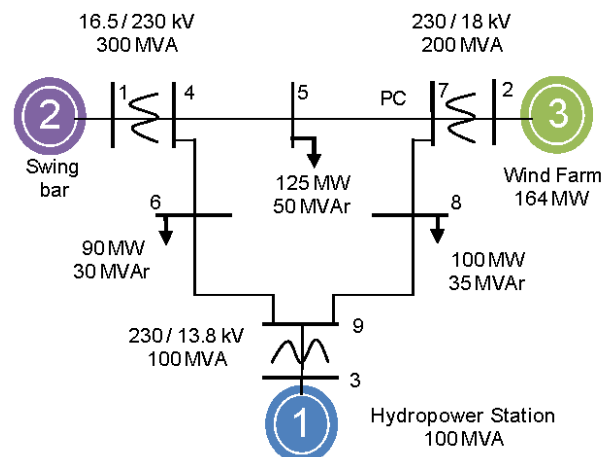 16.5 / 230 kV
300 MVA
230 / 18 kV
200 MVA
1
4
5
PC
7
2
2
3
Swing
bar
Wind Farm
164 MW
125 MW
50 MVAr
6
8
90 MW
30 MVAr
100 MW
35 MVAr
230 / 13.8 kV
100 MVA
9
3
1
Hydropower Station
100 MVA